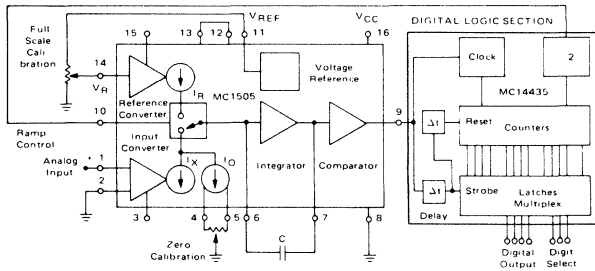 Full
Scale
Cali
bration
15
13
12
VREF
11
VCC
16
DIGITAL LOGIC SECTION
14
VR
Voltage
Reference
Clock
2
IR
MC1505
Reference
Converter
10
Ramp
Control
Input
Converter
9
MC14435
Δt
Reset
Counters
Analog
Input
+
1
2
IX
IO
Integrator
Comparator
Δt
Strobe
Latches
Multiplex
Delay
3
4
5
6
7
8
C
Zero
Calibration
Digital
Output
Digit
Select